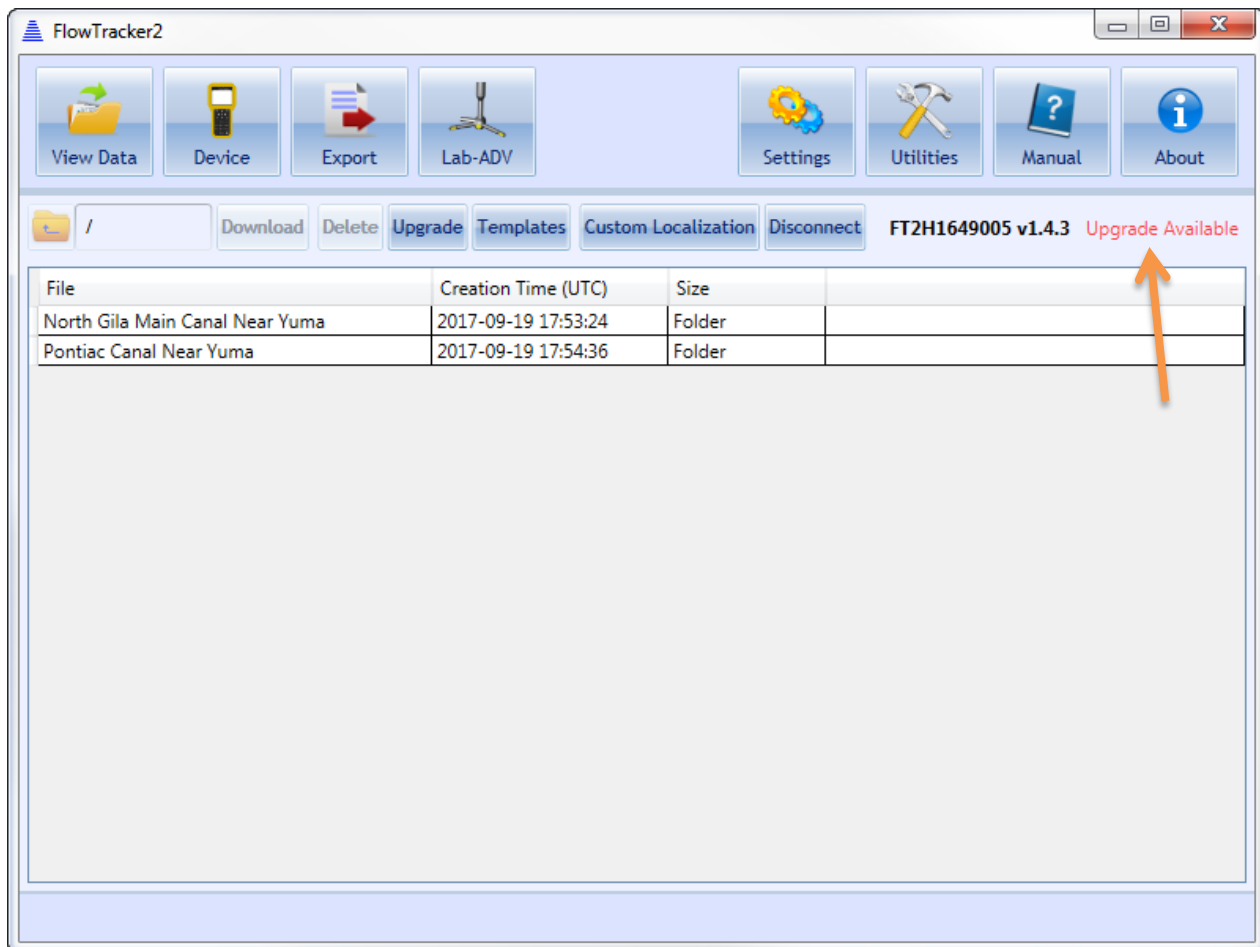 FlowTracker2
View Data Device Export Lab-ADV Settings Utilities Manual About
/ Download Delete Upgrade Templates Custom Localization Disconnect FT2H1649005 v1.4.3 Upgrade Available
File Creation Time (UTC) Size
North Gila Main Canal Near Yuma 2017-09-19 17:53:24 Folder
Pontiac Canal Near Yuma 2017-09-19 17:54:36 Folder